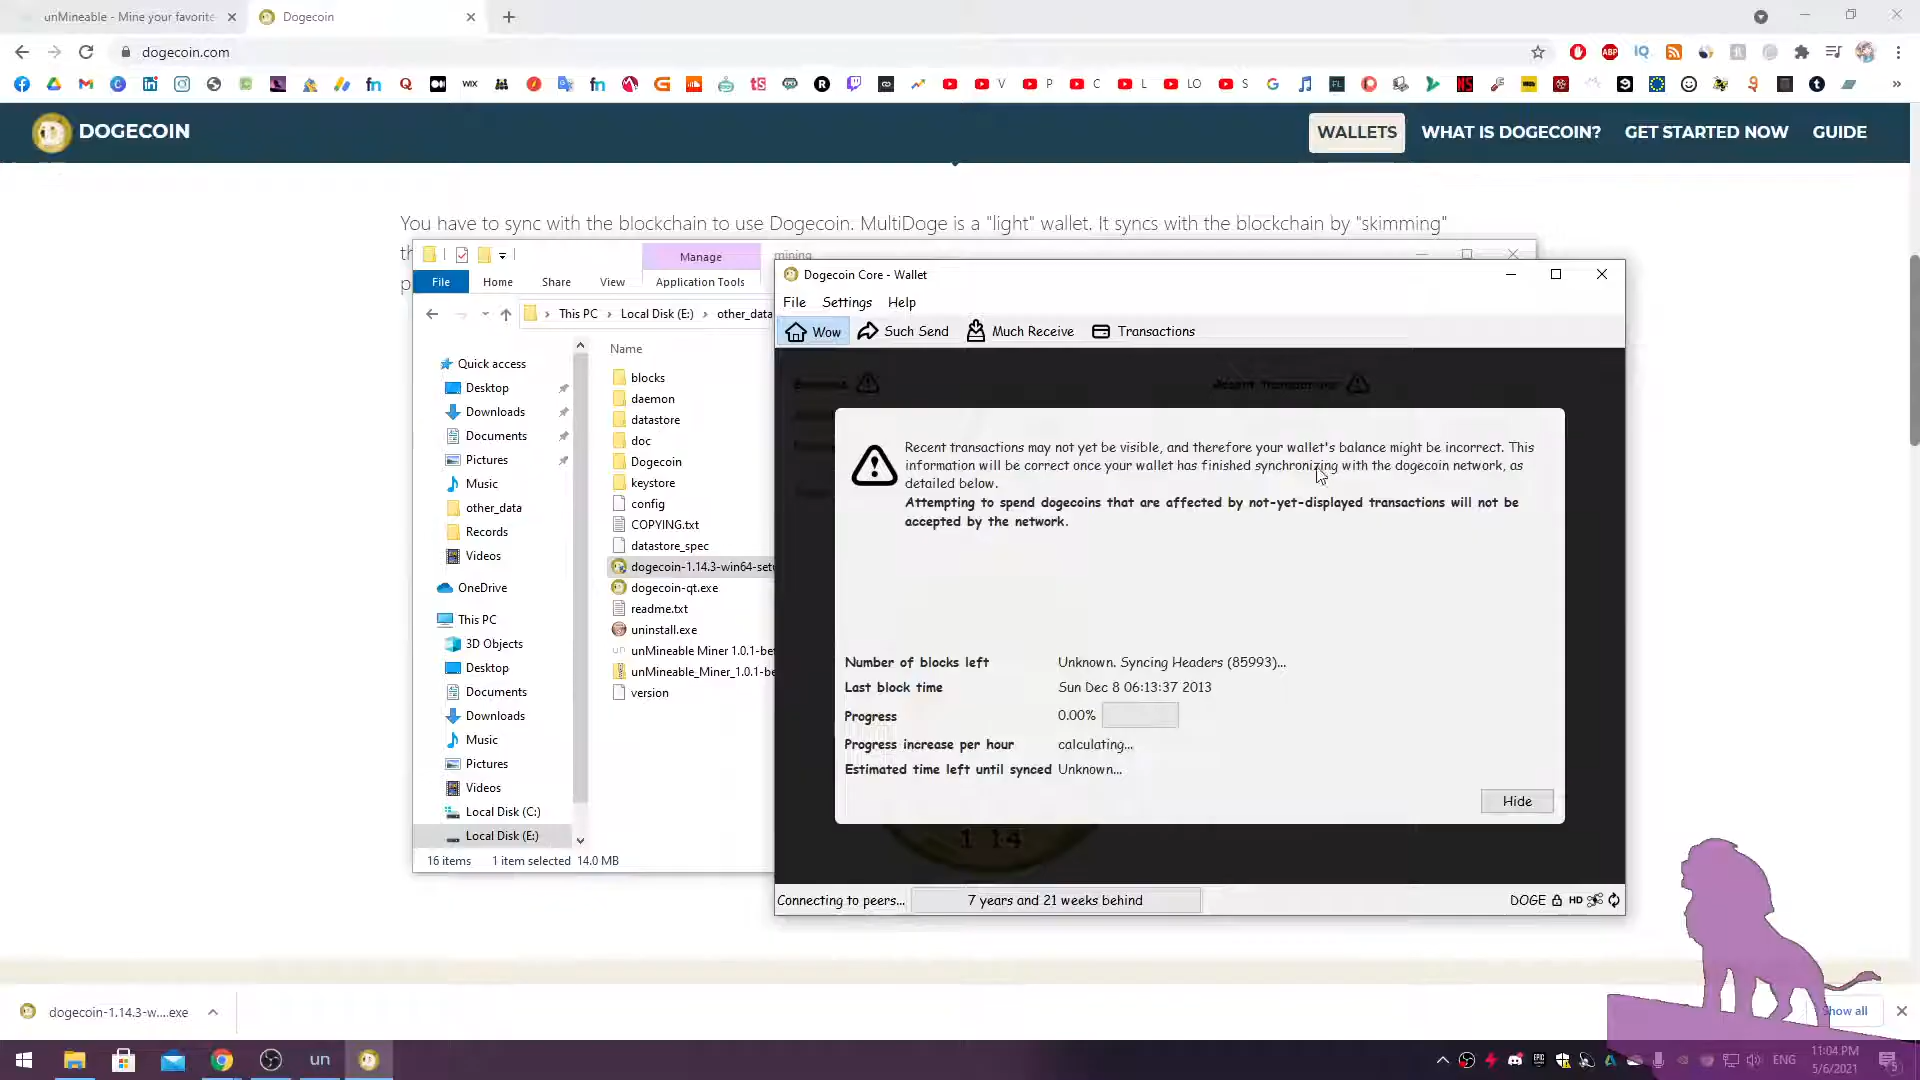 unMineable - Mine your favorite
Dogecoin
dogecoin.com
DOGECOIN
WALLETS
WHAT IS DOGECOIN?
GET STARTED NOW
GUIDE
You have to sync with the blockchain to use Dogecoin. MultiDoge is a "light" wallet. It syncs with the blockchain by "skimming"
Manage
mining
File
Home
Share
View
Application Tools
This PC
Local Disk (E:)
other_data
Name
Quick access
Desktop
Downloads
Documents
Pictures
Music
other_data
Records
Videos
OneDrive
This PC
3D Objects
Desktop
Documents
Downloads
Music
Pictures
Videos
Local Disk (C:)
Local Disk (E:)
blocks
daemon
datastore
doc
Dogecoin
keystore
config
COPYING.txt
datastore_spec
dogecoin-1.14.3-win64-setu
dogecoin-qt.exe
readme.txt
uninstall.exe
unMineable Miner 1.0.1-be
unMineable_Miner_1.0.1-be
version
16 items
1 item selected
14.0 MB
Dogecoin Core - Wallet
File
Settings
Help
Wow
Such Send
Much Receive
Transactions
Recent transactions may not yet be visible, and therefore your wallet's balance might be incorrect. This
information will be correct once your wallet has finished synchronizing with the dogecoin network, as
detailed below.
Attempting to spend dogecoins that are affected by not-yet-displayed transactions will not be
accepted by the network.
Number of blocks left
Unknown. Syncing Headers (85993)...
Last block time
Sun Dec 8 06:13:37 2013
Progress
0.00%
Progress increase per hour
calculating...
Estimated time left until synced
Unknown...
Hide
1 14
Connecting to peers...
7 years and 21 weeks behind
DOGE
HD
dogecoin-1.14.3-w....exe
Show all
un
ENG
11:04 PM
5/6/2021